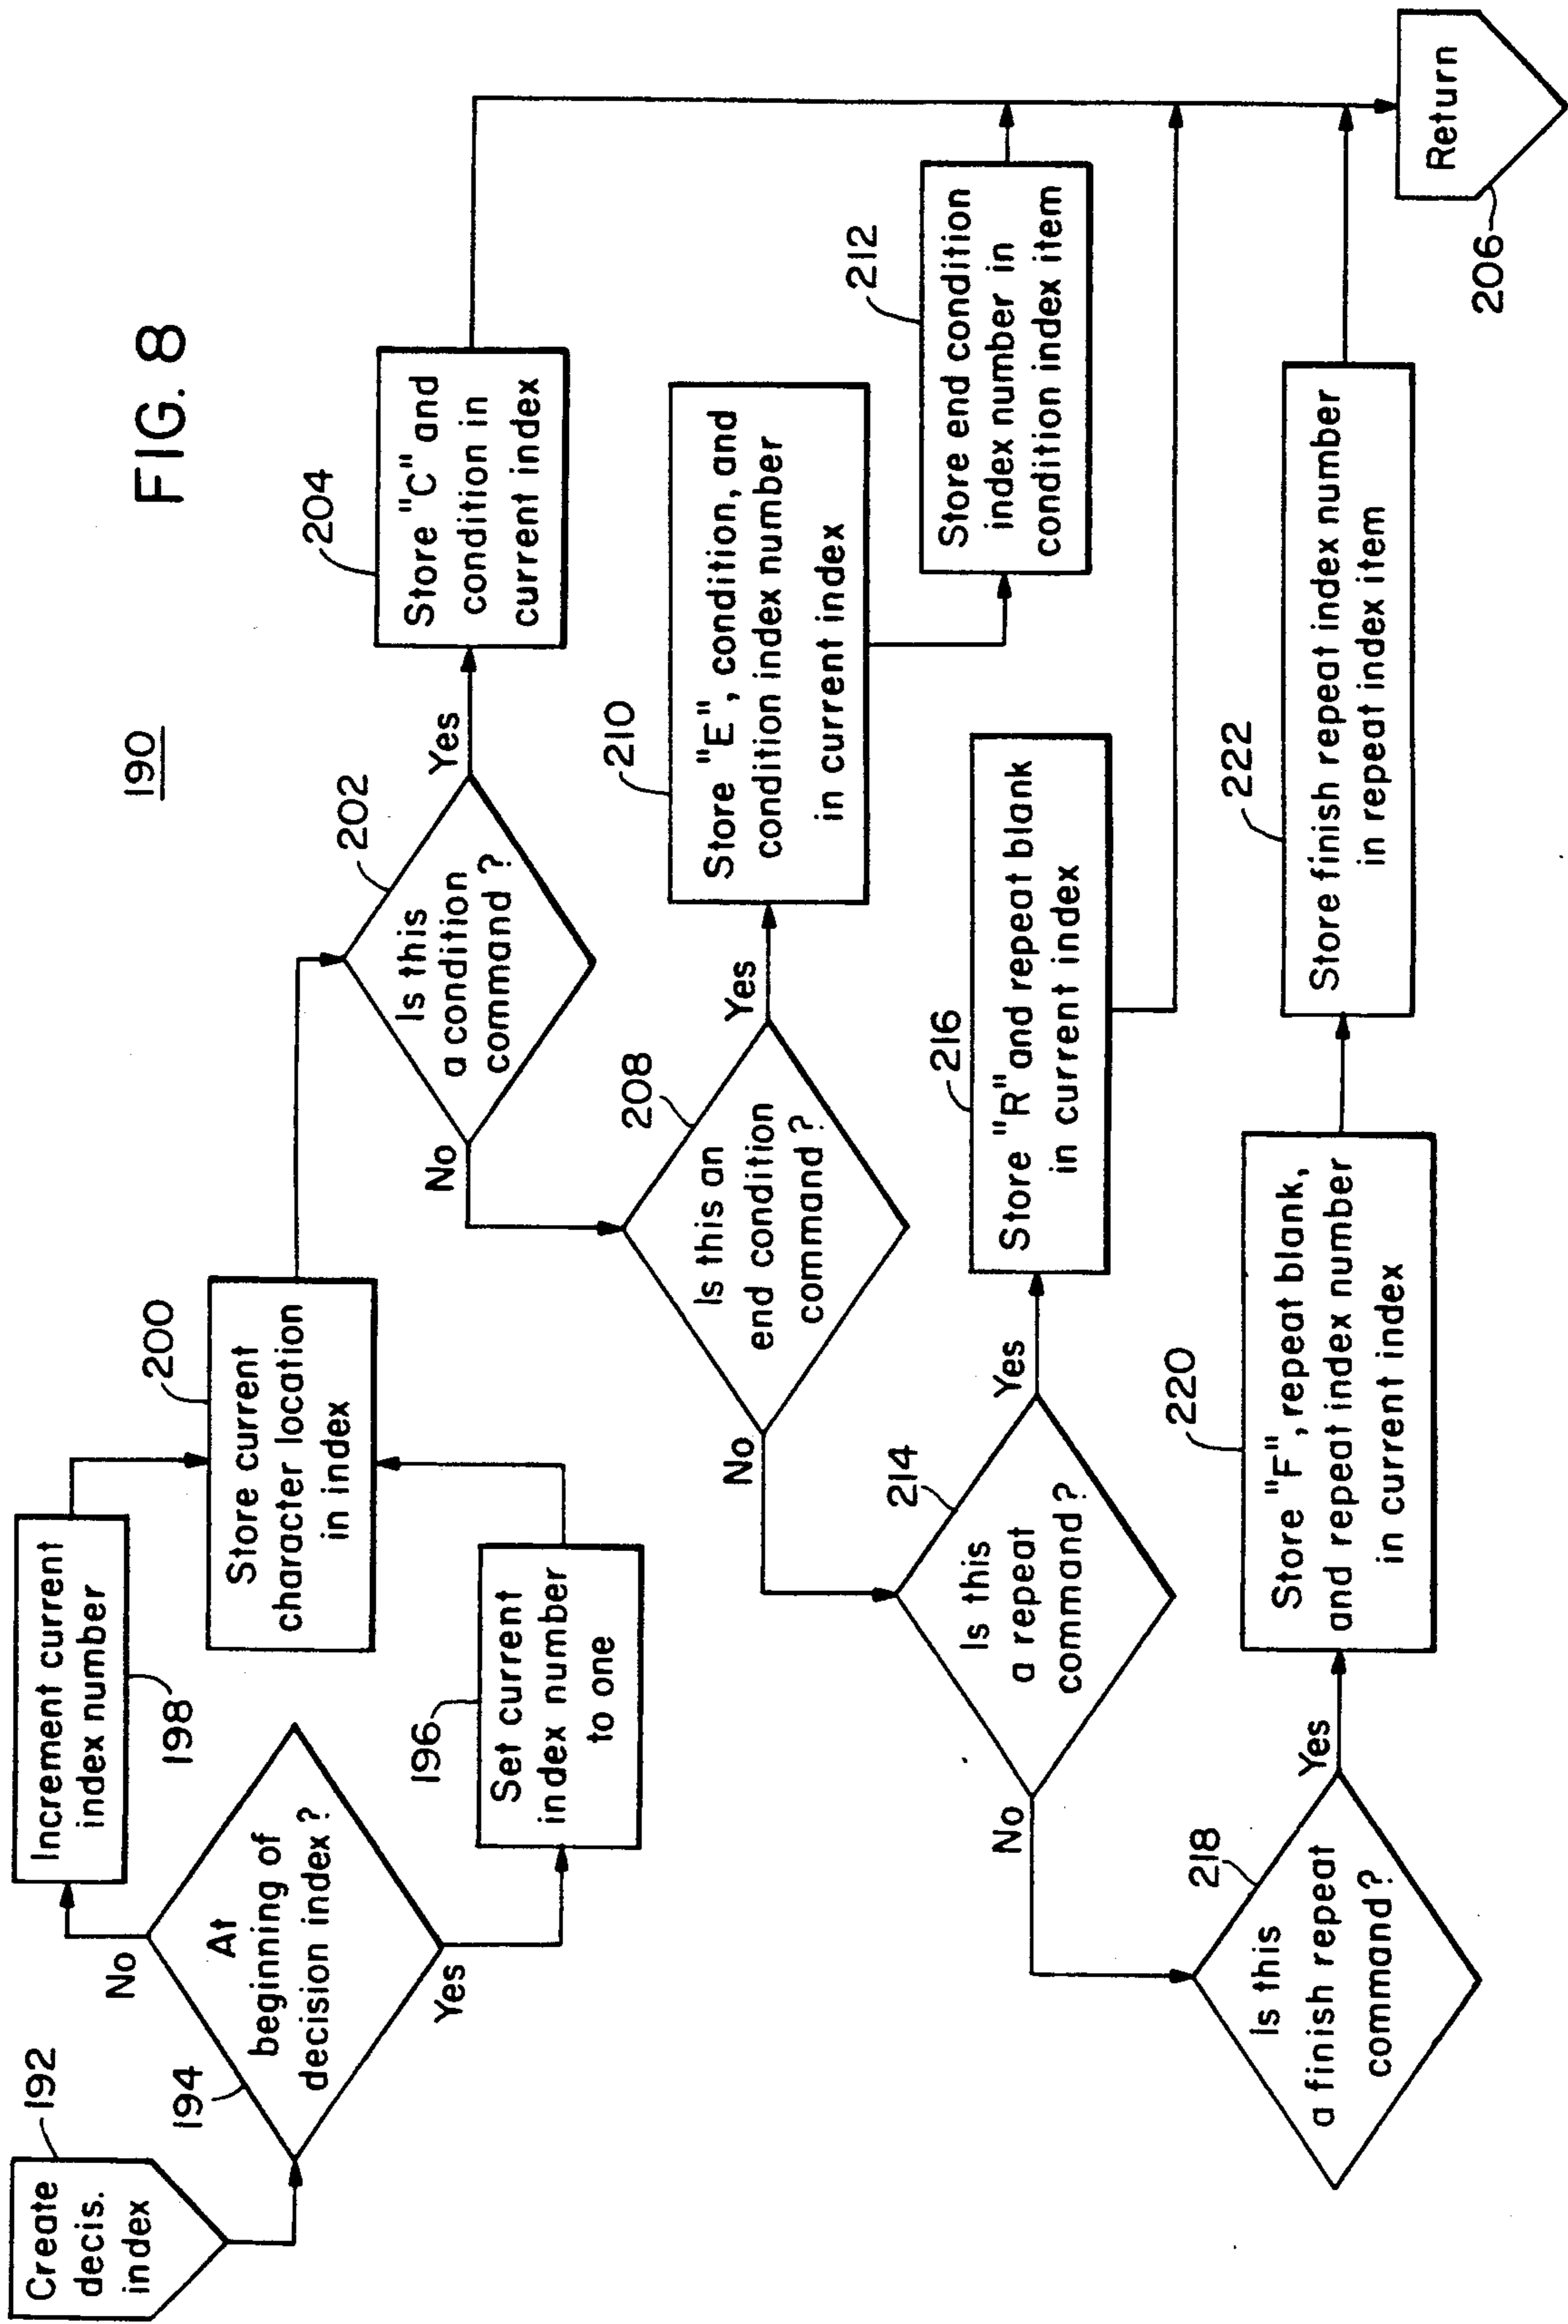 FIG. 8
190
Create
decis.
index
192
194
At
beginning of
decision index?
No
Yes
Increment current
index number
198
196
Set current
index number
to one
200
Store current
character location
in index
202
Is this
a condition
command?
Yes
No
204
Store "C" and
condition in
current index
208
Is this an
end condition
command?
Yes
No
210
Store "E", condition, and
condition index number
in current index
212
Store end condition
index number in
condition index item
214
Is this
a repeat
command?
Yes
No
216
Store "R" and repeat blank
in current index
218
Is this
a finish repeat
command?
Yes
220
Store "F", repeat blank,
and repeat index number
in current index
222
Store finish repeat index number
in repeat index item
Return
206